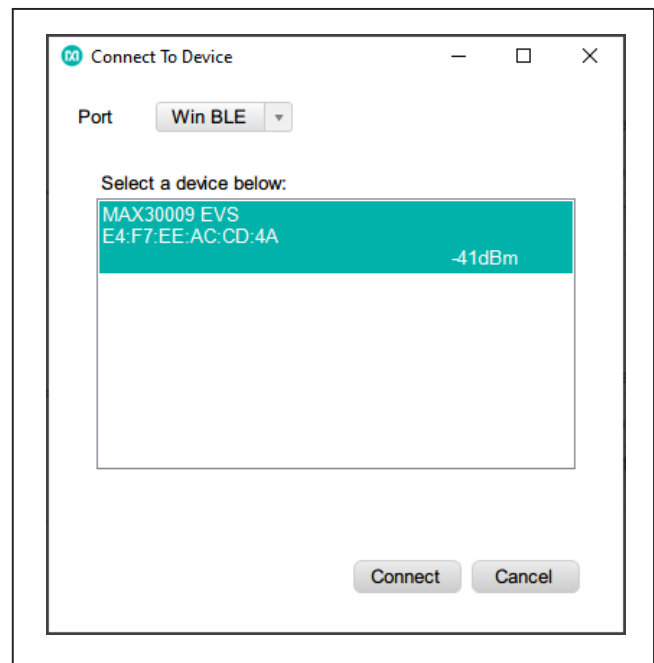 Connect To Device
Port Win BLE
Select a device below:
MAX30009 EVS
E4:F7:EE:AC:CD:4A
-41dBm
Connect Cancel